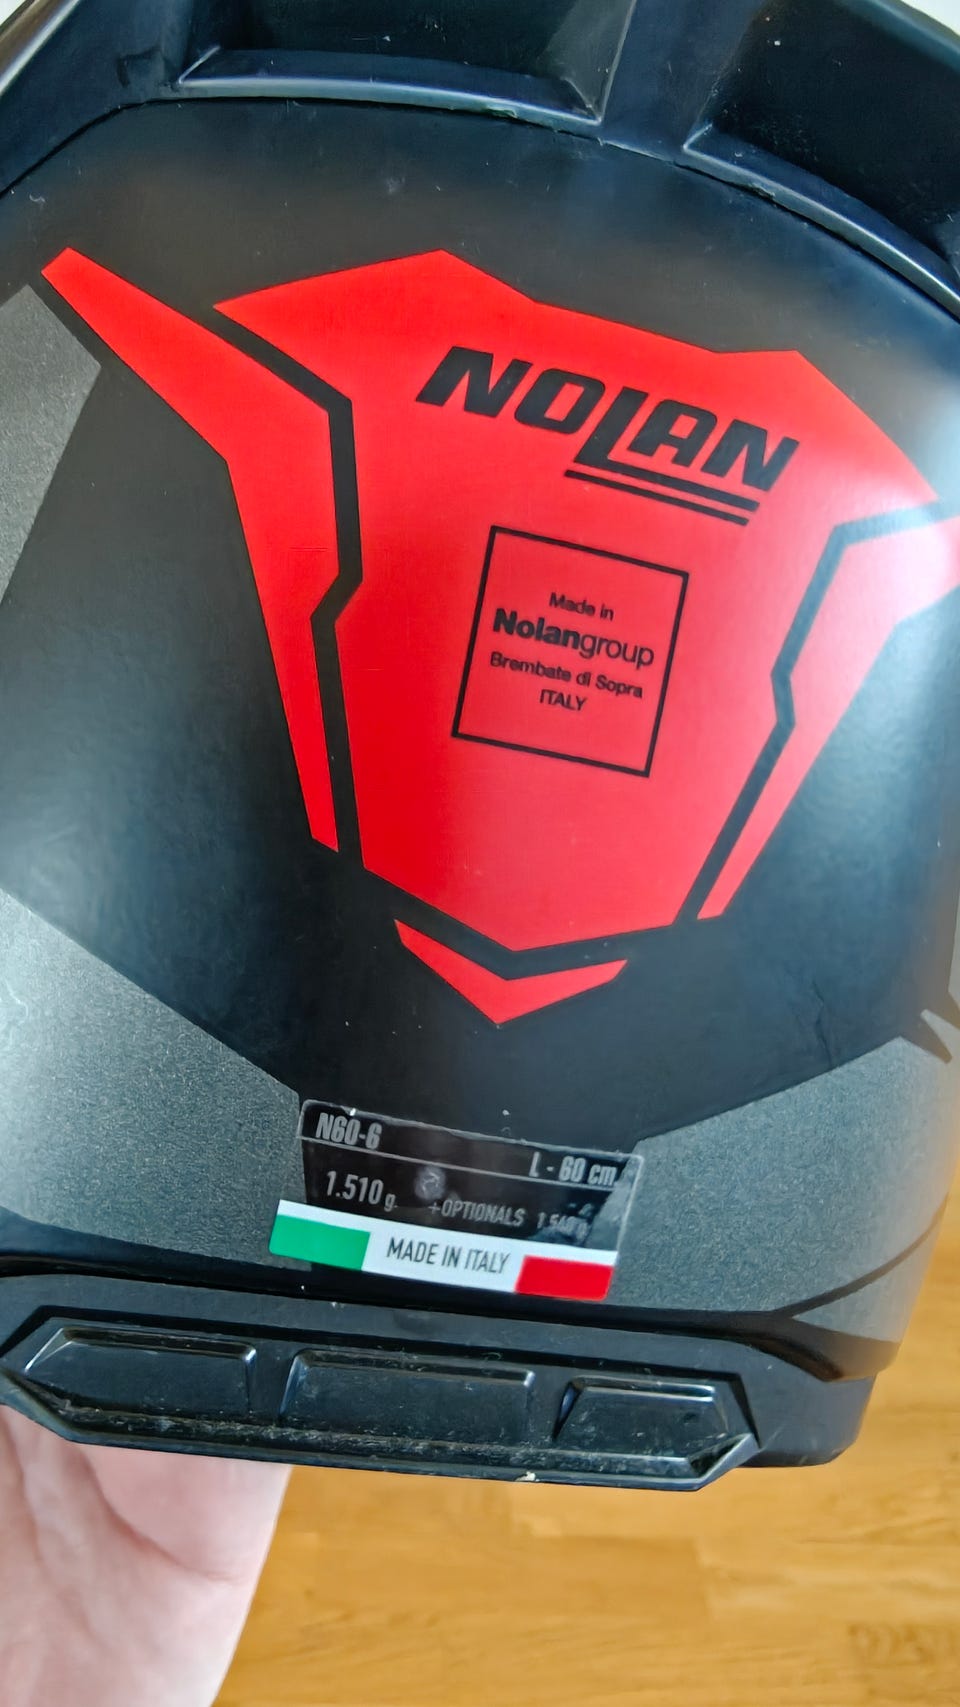 NOLAN
Made in
Nolangroup
Brembate di Sopra
ITALY
N60-6
L - 60 cm
1.510 g. +OPTIONALS
MADE IN ITALY